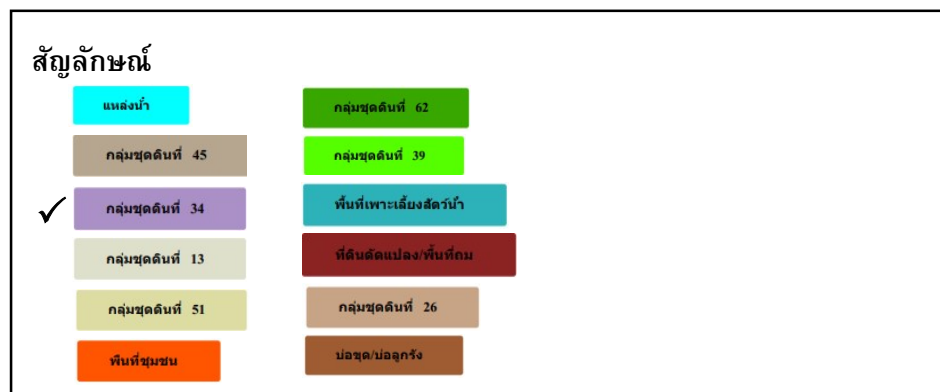 สัญลักษณ์
แหล่งน้ำ
กลุ่มชุดดินที่ 45
กลุ่มชุดดินที่ 34
กลุ่มชุดดินที่ 13
กลุ่มชุดดินที่ 51
พื้นที่ชุมชน
กลุ่มชุดดินที่ 62
กลุ่มชุดดินที่ 39
พื้นที่เพาะเลี้ยงสัตว์น้ำ
ที่ดินดัดแปลง/พื้นที่ถม
กลุ่มชุดดินที่ 26
บ่อขุด/บ่อลูกรัง